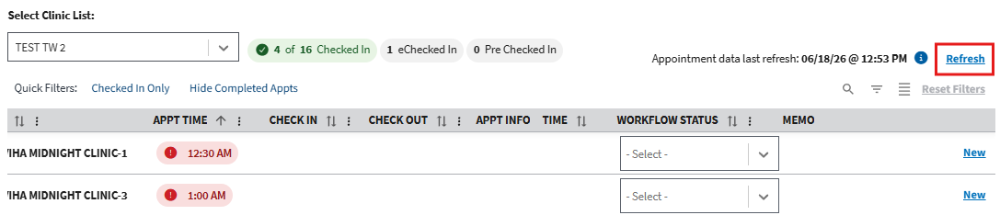 Select Clinic List:
TEST TW 2
4 of 16 Checked In
1 eChecked In
0 Pre Checked In
Appointment data last refresh: 06/18/26 @ 12:53 PM
Refresh
Quick Filters: Checked In Only Hide Completed Appts
Reset Filters
APPT TIME CHECK IN CHECK OUT APPT INFO TIME WORKFLOW STATUS MEMO
VIHA MIDNIGHT CLINIC-1 12:30 AM - Select - New
VIHA MIDNIGHT CLINIC-3 1:00 AM - Select - New